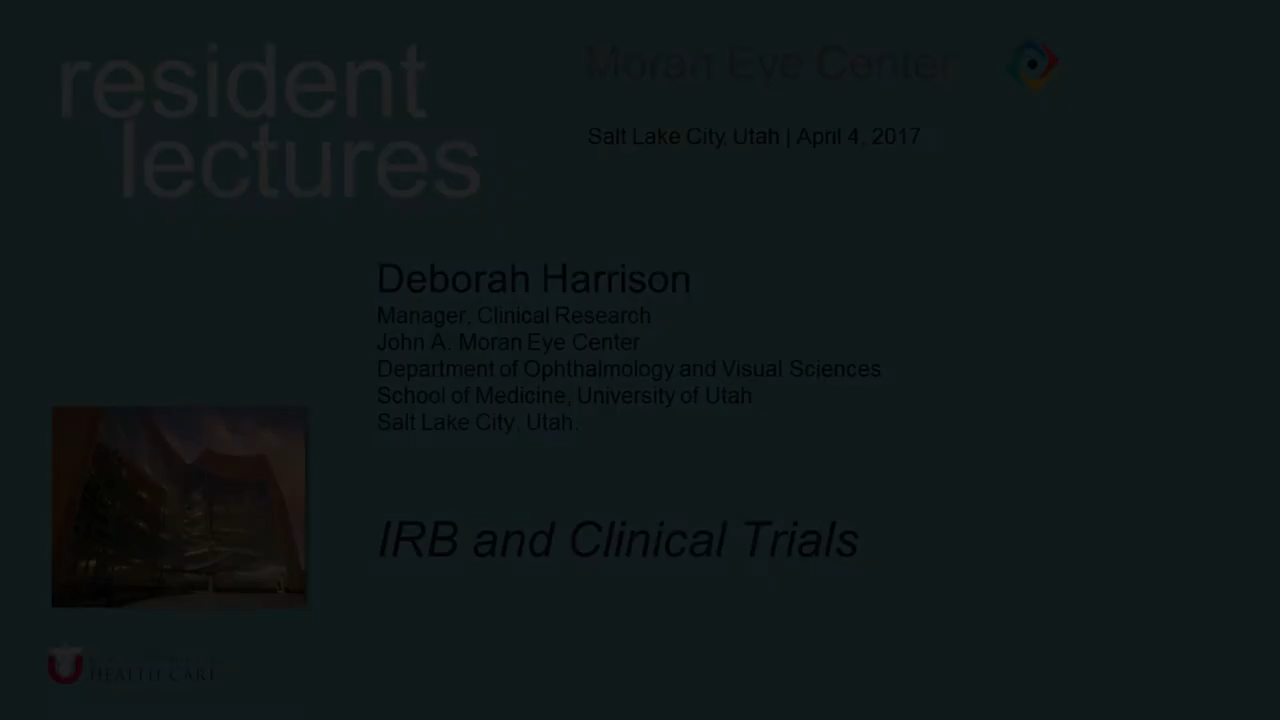 resident
lectures
Moran Eye Center
Salt Lake City, Utah | April 4, 2017
Deborah Harrison
Manager, Clinical Research
John A. Moran Eye Center
Department of Ophthalmology and Visual Sciences
School of Medicine, University of Utah
Salt Lake City, Utah.
IRB and Clinical Trials
U
HEALTH CARE